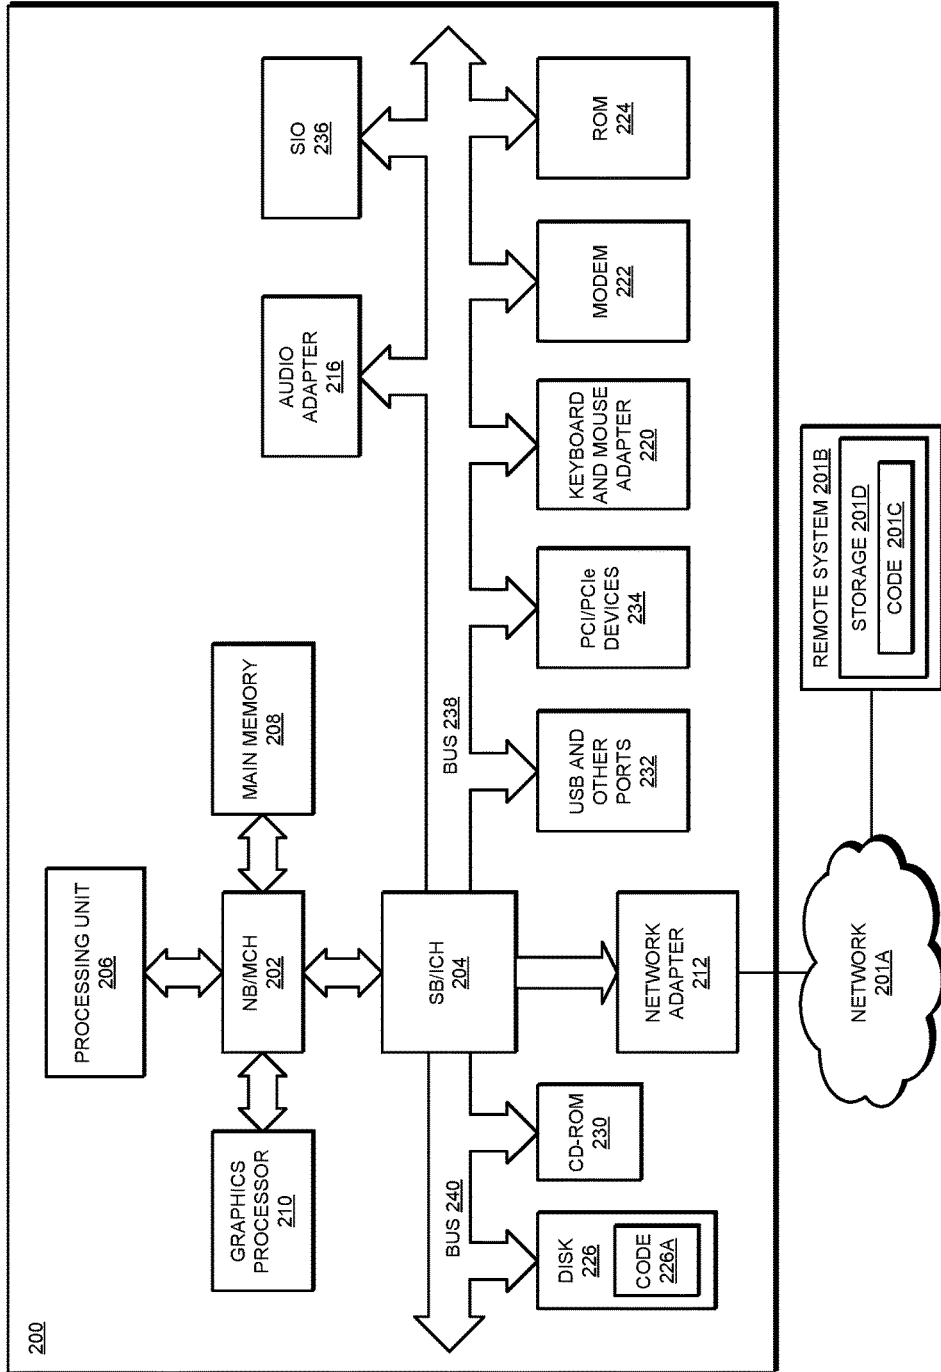 200
PROCESSING UNIT
206
GRAPHICS
PROCESSOR
210
NB/MCH
202
MAIN MEMORY
208
SB/ICH
204
AUDIO
ADAPTER
216
SIO
236
BUS 240
BUS 238
DISK
226
CODE
226A
CD-ROM
230
NETWORK
ADAPTER
212
USB AND
OTHER
PORTS
232
PCI/PCIe
DEVICES
234
KEYBOARD
AND MOUSE
ADAPTER
220
MODEM
222
ROM
224
NETWORK
201A
REMOTE SYSTEM 201B
STORAGE 201D
CODE 201C